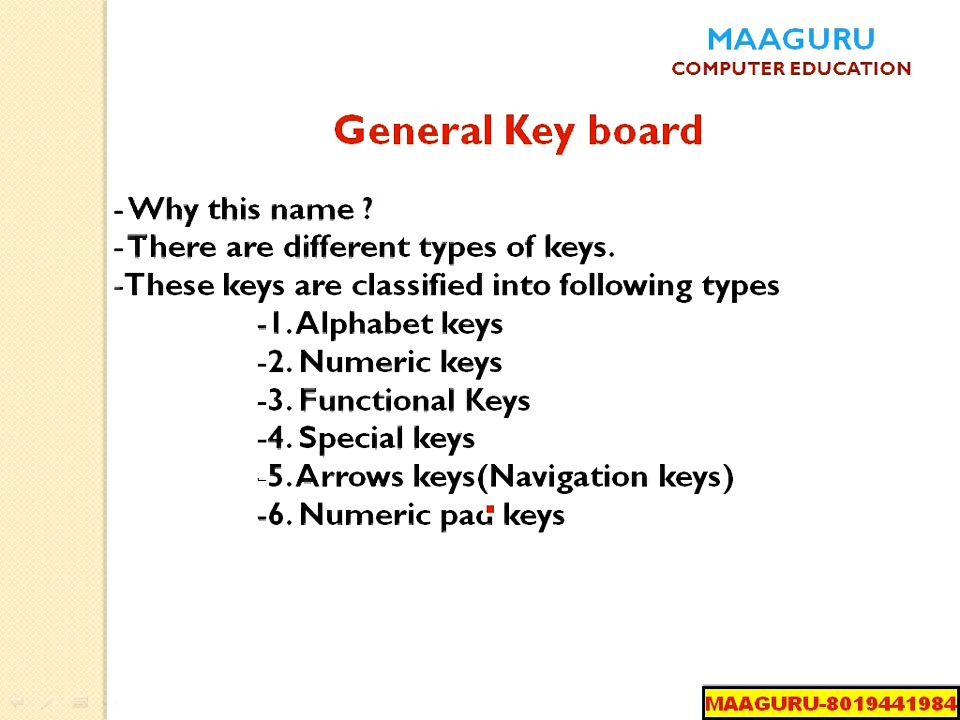 MAAGURU
COMPUTER EDUCATION
General Key board
- Why this name ?
- There are different types of keys.
-These keys are classified into following types
-1. Alphabet keys
-2. Numeric keys
-3. Functional Keys
-4. Special keys
-5. Arrows keys(Navigation keys)
-6. Numeric pad keys
MAAGURU-8019441984